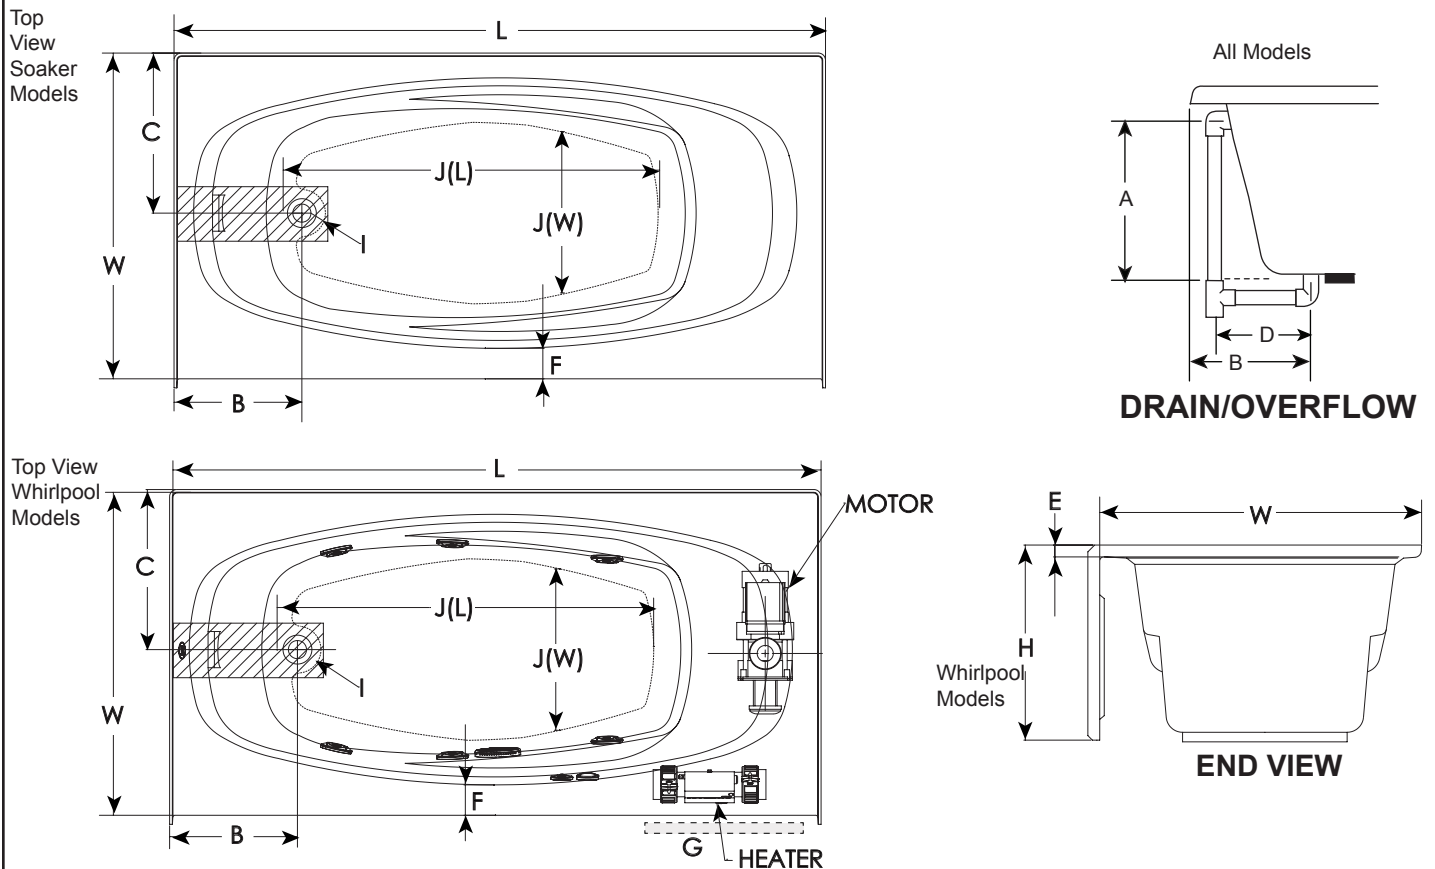 Top
View
Soaker
Models
L
C
W
J(L)
J(W)
I
F
B
All Models
A
D
B
DRAIN/OVERFLOW
Top View
Whirlpool
Models
L
MOTOR
C
W
J(L)
J(W)
I
F
B
G
HEATER
E
W
H
Whirlpool
Models
END VIEW